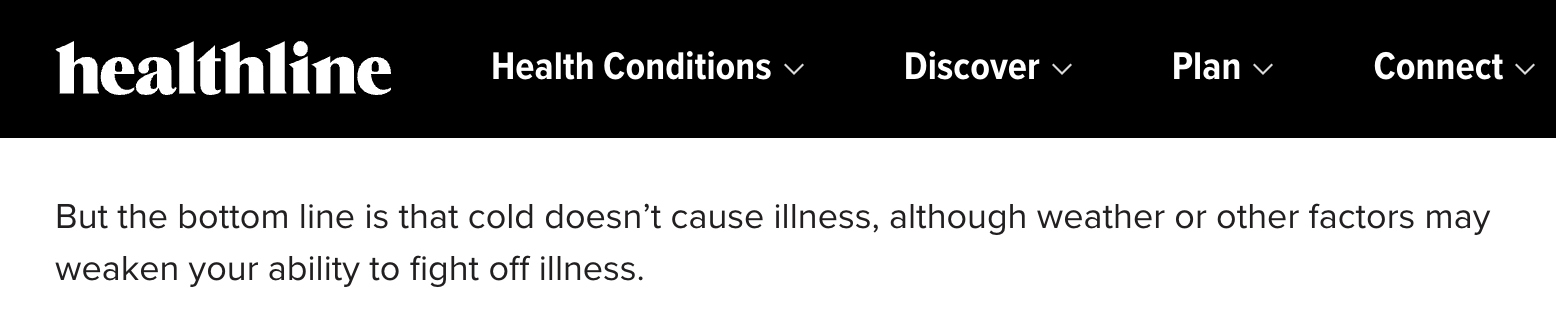 healthline Health Conditions Discover Plan Connect
But the bottom line is that cold doesn’t cause illness, although weather or other factors may
weaken your ability to fight off illness.